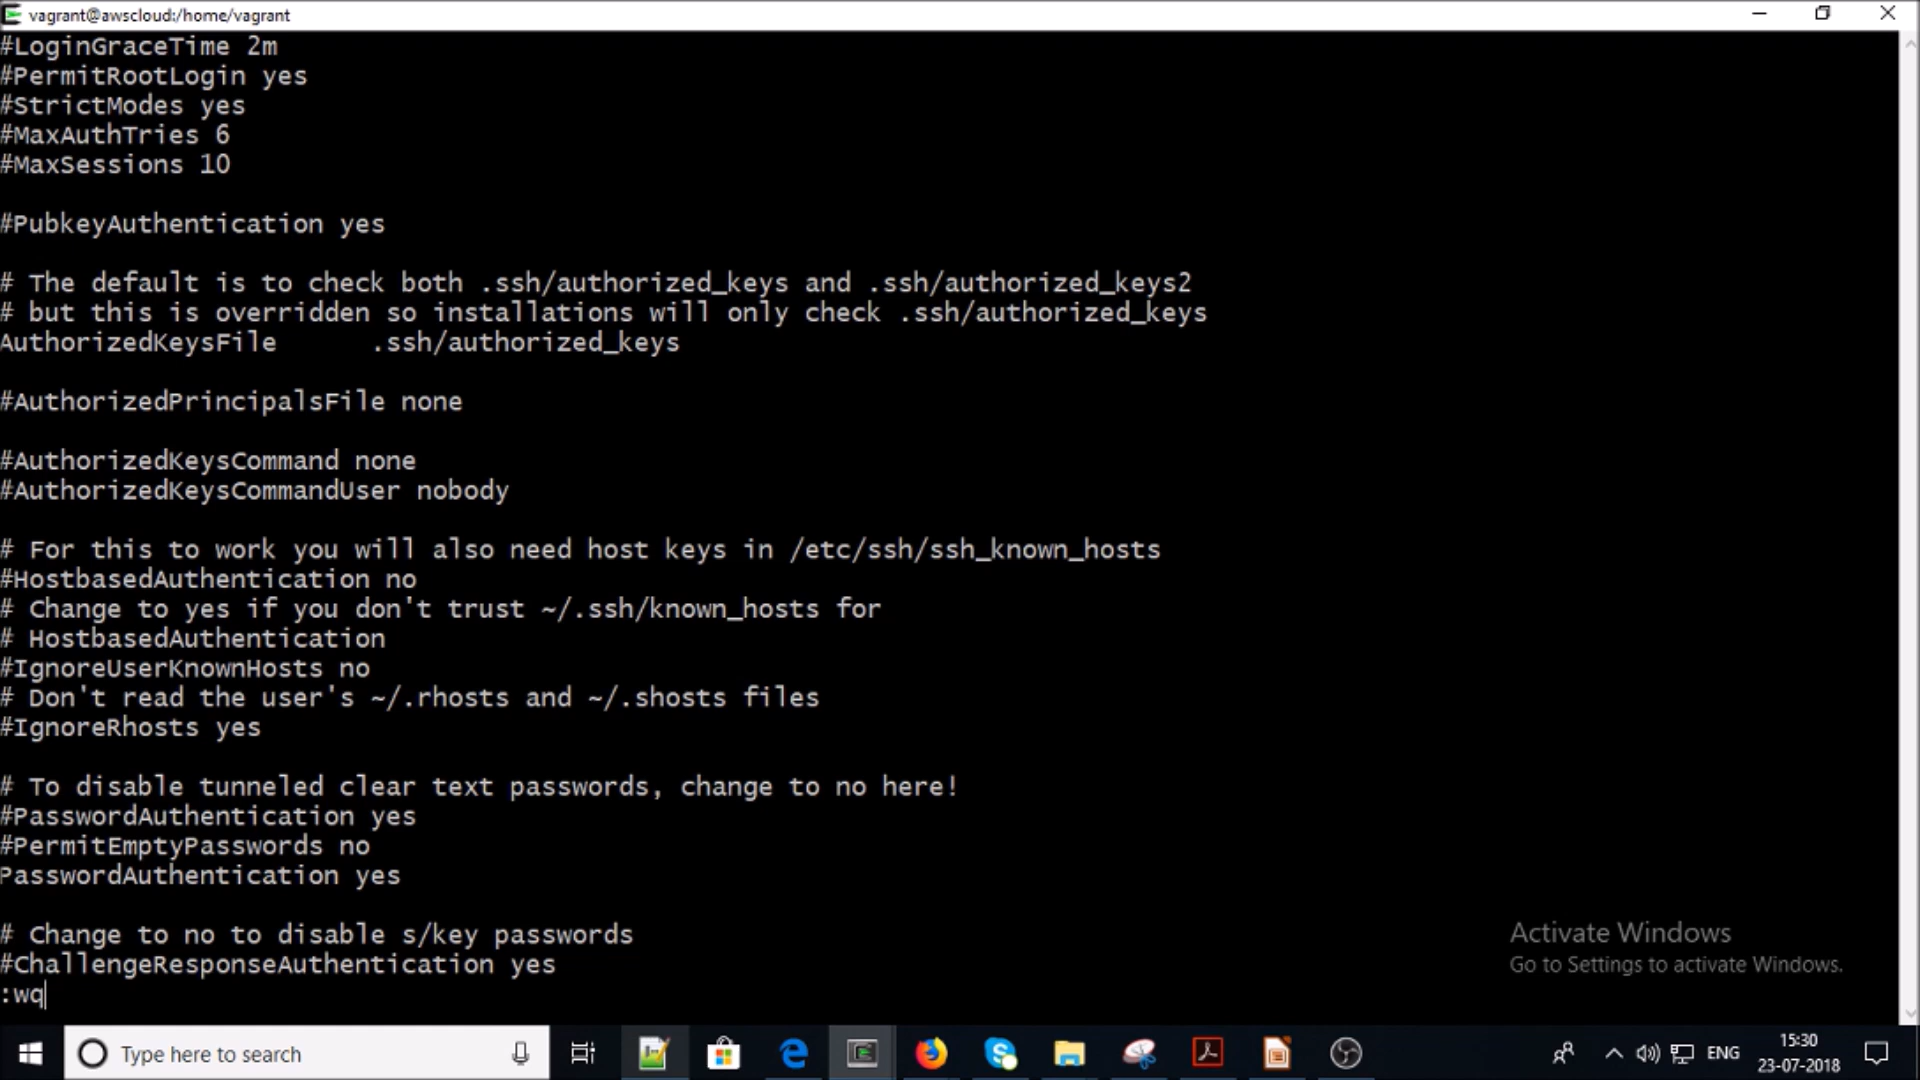 vagrant@awscloud:/home/vagrant
#LoginGraceTime 2m
#PermitRootLogin yes
#StrictModes yes
#MaxAuthTries 6
#MaxSessions 10
#PubkeyAuthentication yes
# The default is to check both .ssh/authorized_keys and .ssh/authorized_keys2
# but this is overridden so installations will only check .ssh/authorized_keys
AuthorizedKeysFile      .ssh/authorized_keys
#AuthorizedPrincipalsFile none
#AuthorizedKeysCommand none
#AuthorizedKeysCommandUser nobody
# For this to work you will also need host keys in /etc/ssh/ssh_known_hosts
#HostbasedAuthentication no
# Change to yes if you don't trust ~/.ssh/known_hosts for
# HostbasedAuthentication
#IgnoreUserKnownHosts no
# Don't read the user's ~/.rhosts and ~/.shosts files
#IgnoreRhosts yes
# To disable tunneled clear text passwords, change to no here!
#PasswordAuthentication yes
#PermitEmptyPasswords no
PasswordAuthentication yes
# Change to no to disable s/key passwords
#ChallengeResponseAuthentication yes
:wq
Activate Windows
Go to Settings to activate Windows.
Type here to search
ENG
15:30
23-07-2018